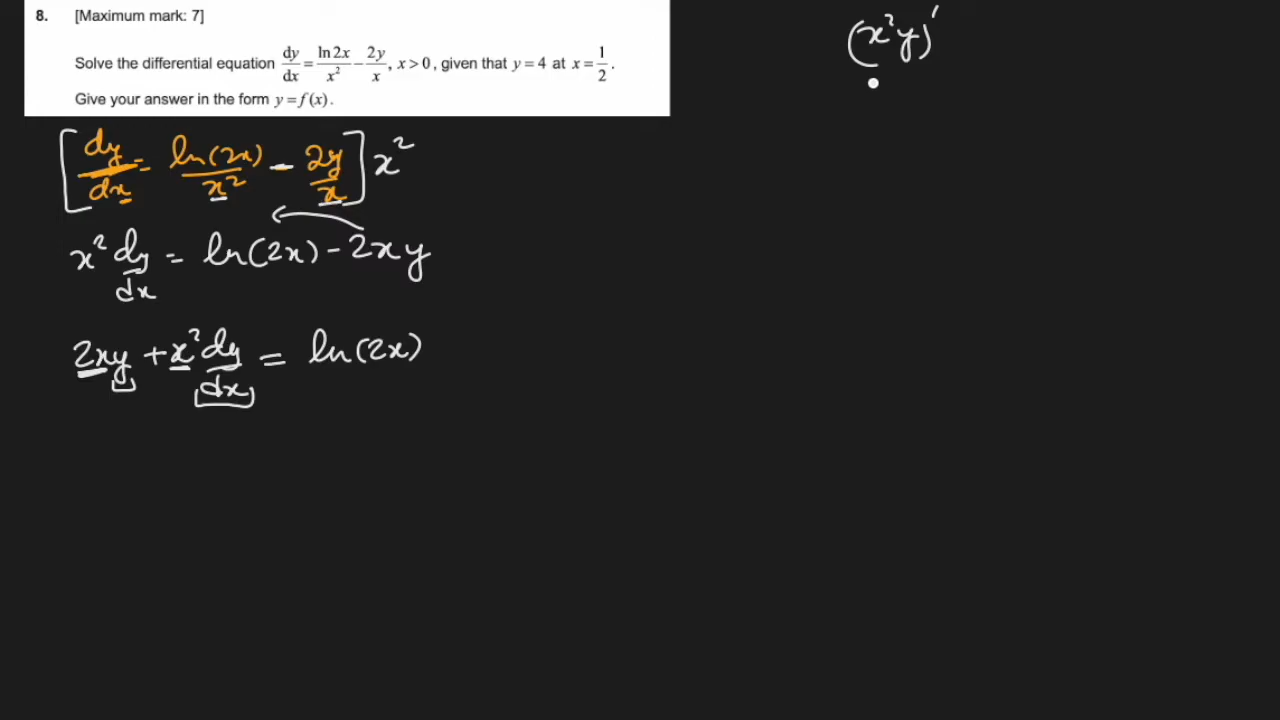 8. [Maximum mark: 7]
Solve the differential equation dy/dx = ln 2x/x² − 2y/x, x > 0, given that y = 4 at x = 1/2.
Give your answer in the form y = f(x).
(x²y)′
[dy/dx = ln(2x)/x² − 2y/x] x²
x² dy/dx = ln(2x) − 2xy
2xy + x² dy/dx = ln(2x)